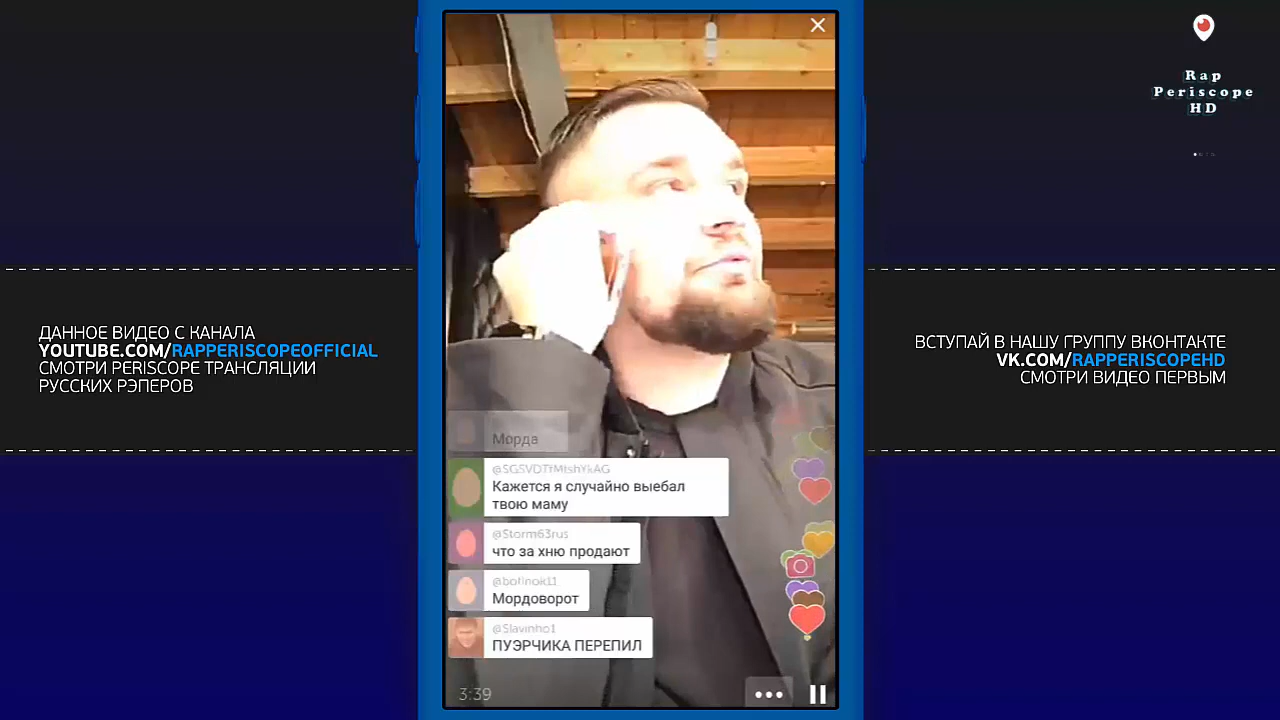 Rap
Periscope
HD
ДАННОЕ ВИДЕО С КАНАЛА
YOUTUBE.COM/RAPPERISCOPEOFFICIAL
СМОТРИ PERISCOPE ТРАНСЛЯЦИИ
РУССКИХ РЭПЕРОВ
ВСТУПАЙ В НАШУ ГРУППУ ВКОНТАКТЕ
VK.COM/RAPPERISCOPEHD
СМОТРИ ВИДЕО ПЕРВЫМ
Морда
Кажется я случайно выебал
твою маму
@Storm63rus
что за хню продают
@botinok11
Мордоворот
@Slavinho1
ПУЭРЧИКА ПЕРЕПИЛ
3:39